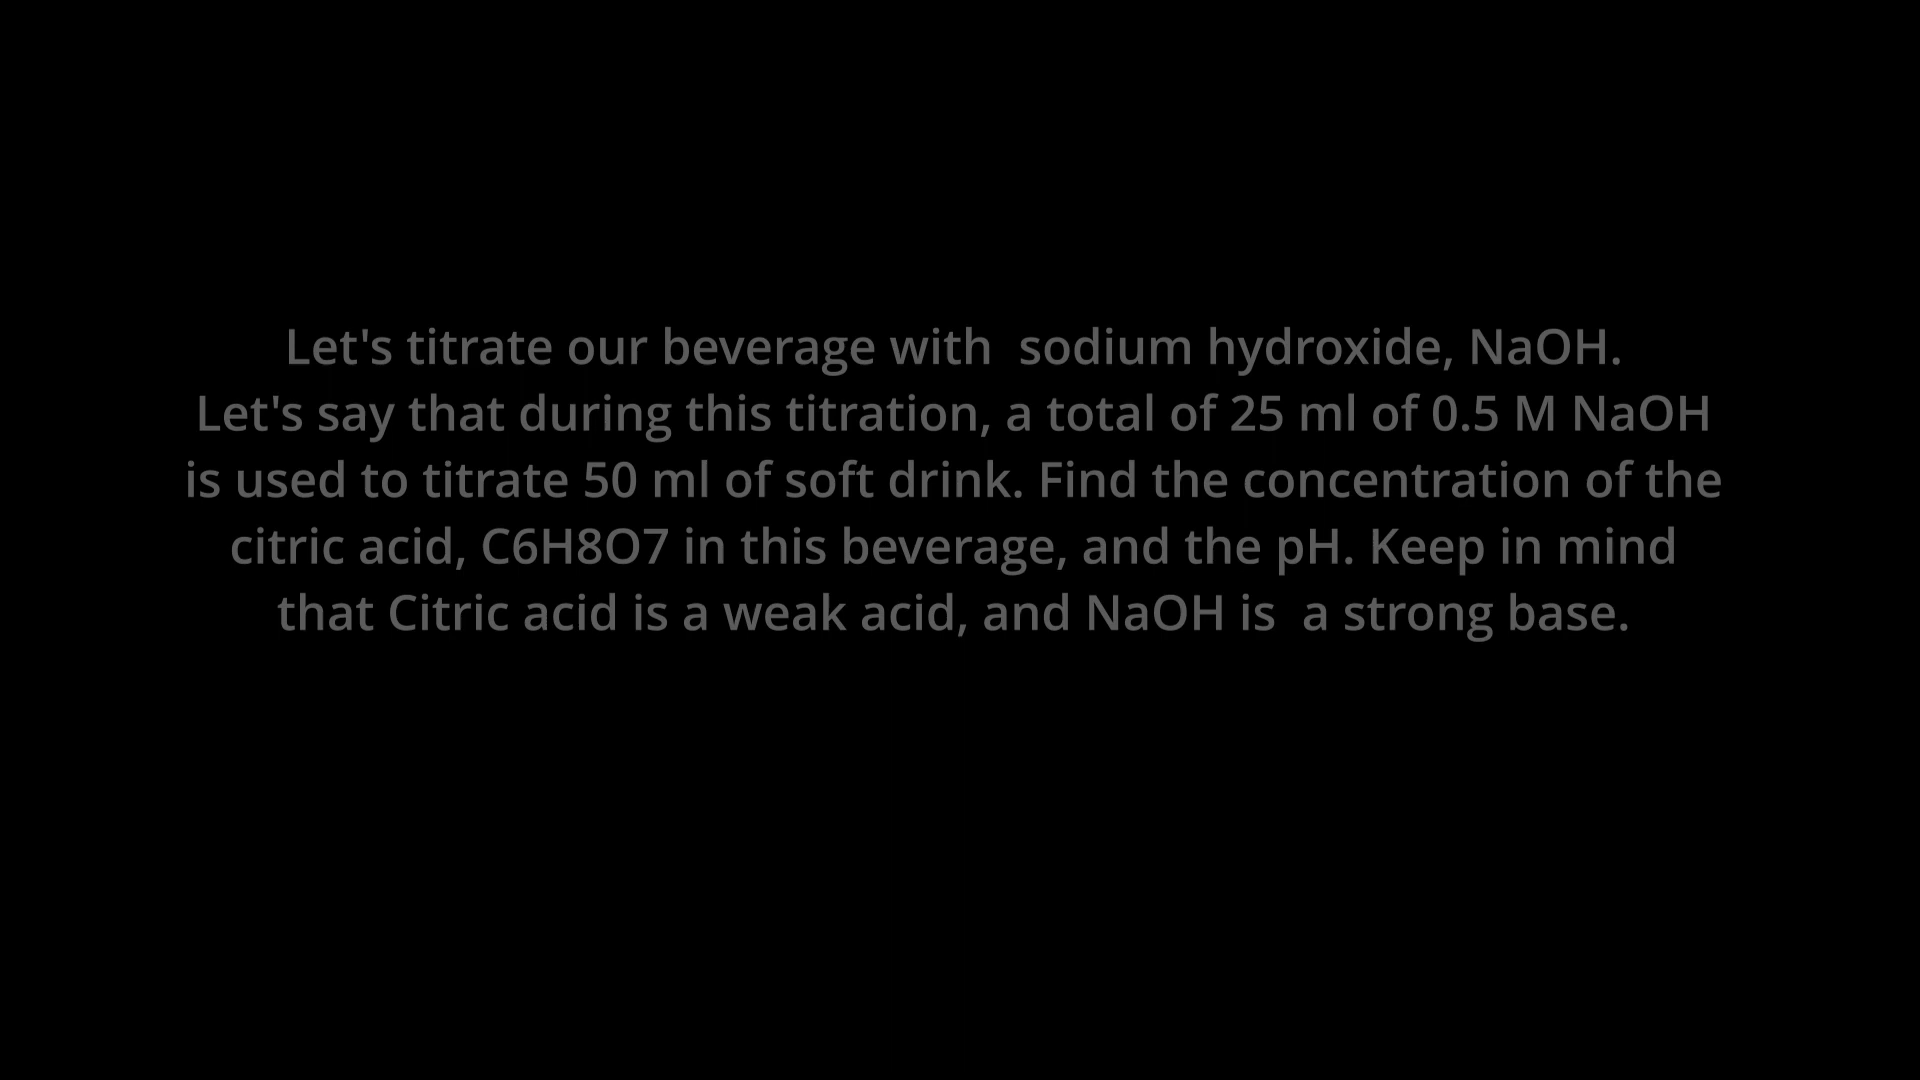 Let's titrate our beverage with  sodium hydroxide, NaOH.
Let's say that during this titration, a total of 25 ml of 0.5 M NaOH
is used to titrate 50 ml of soft drink. Find the concentration of the
citric acid, C6H8O7 in this beverage, and the pH. Keep in mind
that Citric acid is a weak acid, and NaOH is  a strong base.